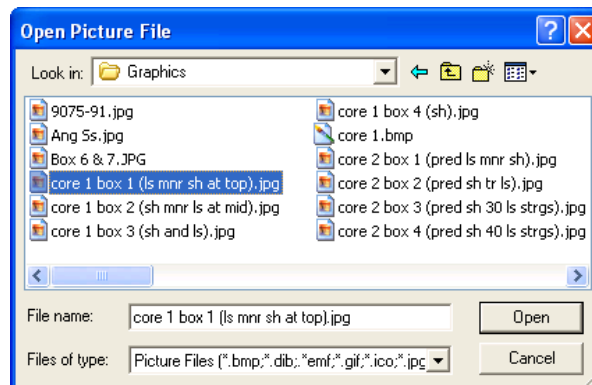 Open Picture File
Look in: Graphics
9075-91.jpg
Ang Ss.jpg
Box 6 & 7.JPG
core 1 box 1 (ls mnr sh at top).jpg
core 1 box 2 (sh mnr ls at mid).jpg
core 1 box 3 (sh and ls).jpg
core 1 box 4 (sh).jpg
core 1.bmp
core 2 box 1 (pred ls mnr sh).jpg
core 2 box 2 (pred sh tr ls).jpg
core 2 box 3 (pred sh 30 ls strgs).jpg
core 2 box 4 (pred sh 40 ls strgs).jpg
File name: core 1 box 1 (ls mnr sh at top).jpg
Open
Files of type: Picture Files (*.bmp;*.dib;.*emf;*.gif;*.ico;*.jpg
Cancel